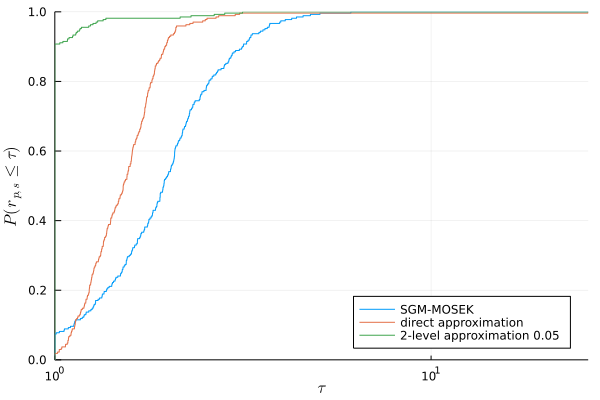 1.0
0.8
0.6
0.4
0.2
0.0
P(r_{p,s} ≤ τ)
SGM-MOSEK
direct approximation
2-level approximation 0.05
10^0
10^1
τ